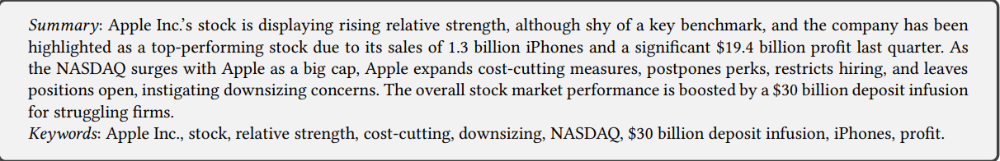 Summary: Apple Inc.'s stock is displaying rising relative strength, although shy of a key benchmark, and the company has been
highlighted as a top-performing stock due to its sales of 1.3 billion iPhones and a significant $19.4 billion profit last quarter. As
the NASDAQ surges with Apple as a big cap, Apple expands cost-cutting measures, postpones perks, restricts hiring, and leaves
positions open, instigating downsizing concerns. The overall stock market performance is boosted by a $30 billion deposit infusion
for struggling firms.
Keywords: Apple Inc., stock, relative strength, cost-cutting, downsizing, NASDAQ, $30 billion deposit infusion, iPhones, profit.